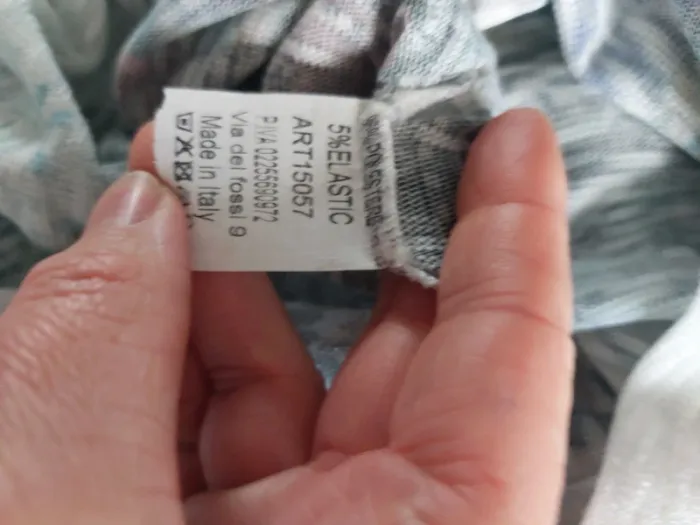 5%ELASTIC
ART15057
P.IVA 02255690972
Via dei fossi 9
Made in Italy